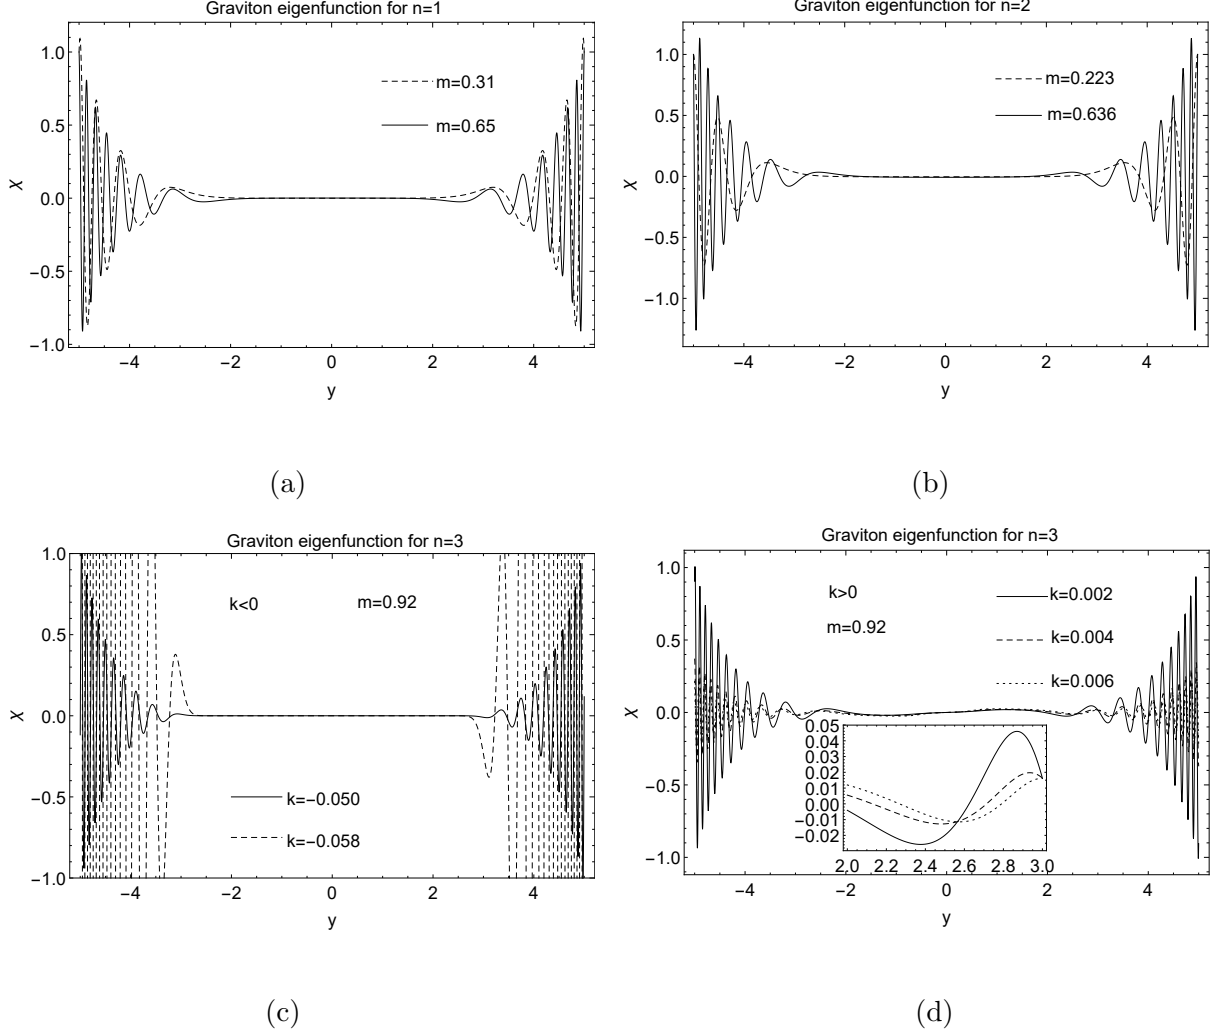 Graviton eigenfunction for n=1
1.0
0.5
0.0
−0.5
−1.0
χ
m=0.31
m=0.65
−4 −2 0 2 4
y
(a)
Graviton eigenfunction for n=2
1.0
0.5
0.0
−0.5
−1.0
χ
m=0.223
m=0.636
−4 −2 0 2 4
y
(b)
Graviton eigenfunction for n=3
1.0
0.5
0.0
−0.5
−1.0
χ
k<0 m=0.92
k=−0.050
k=−0.058
−4 −2 0 2 4
y
(c)
Graviton eigenfunction for n=3
1.0
0.5
0.0
−0.5
−1.0
χ
k>0
m=0.92
k=0.002
k=0.004
k=0.006
0.05
0.04
0.03
0.02
0.01
0.00
−0.01
−0.02
2.0 2.2 2.4 2.6 2.8 3.0
−4 −2 0 2 4
y
(d)